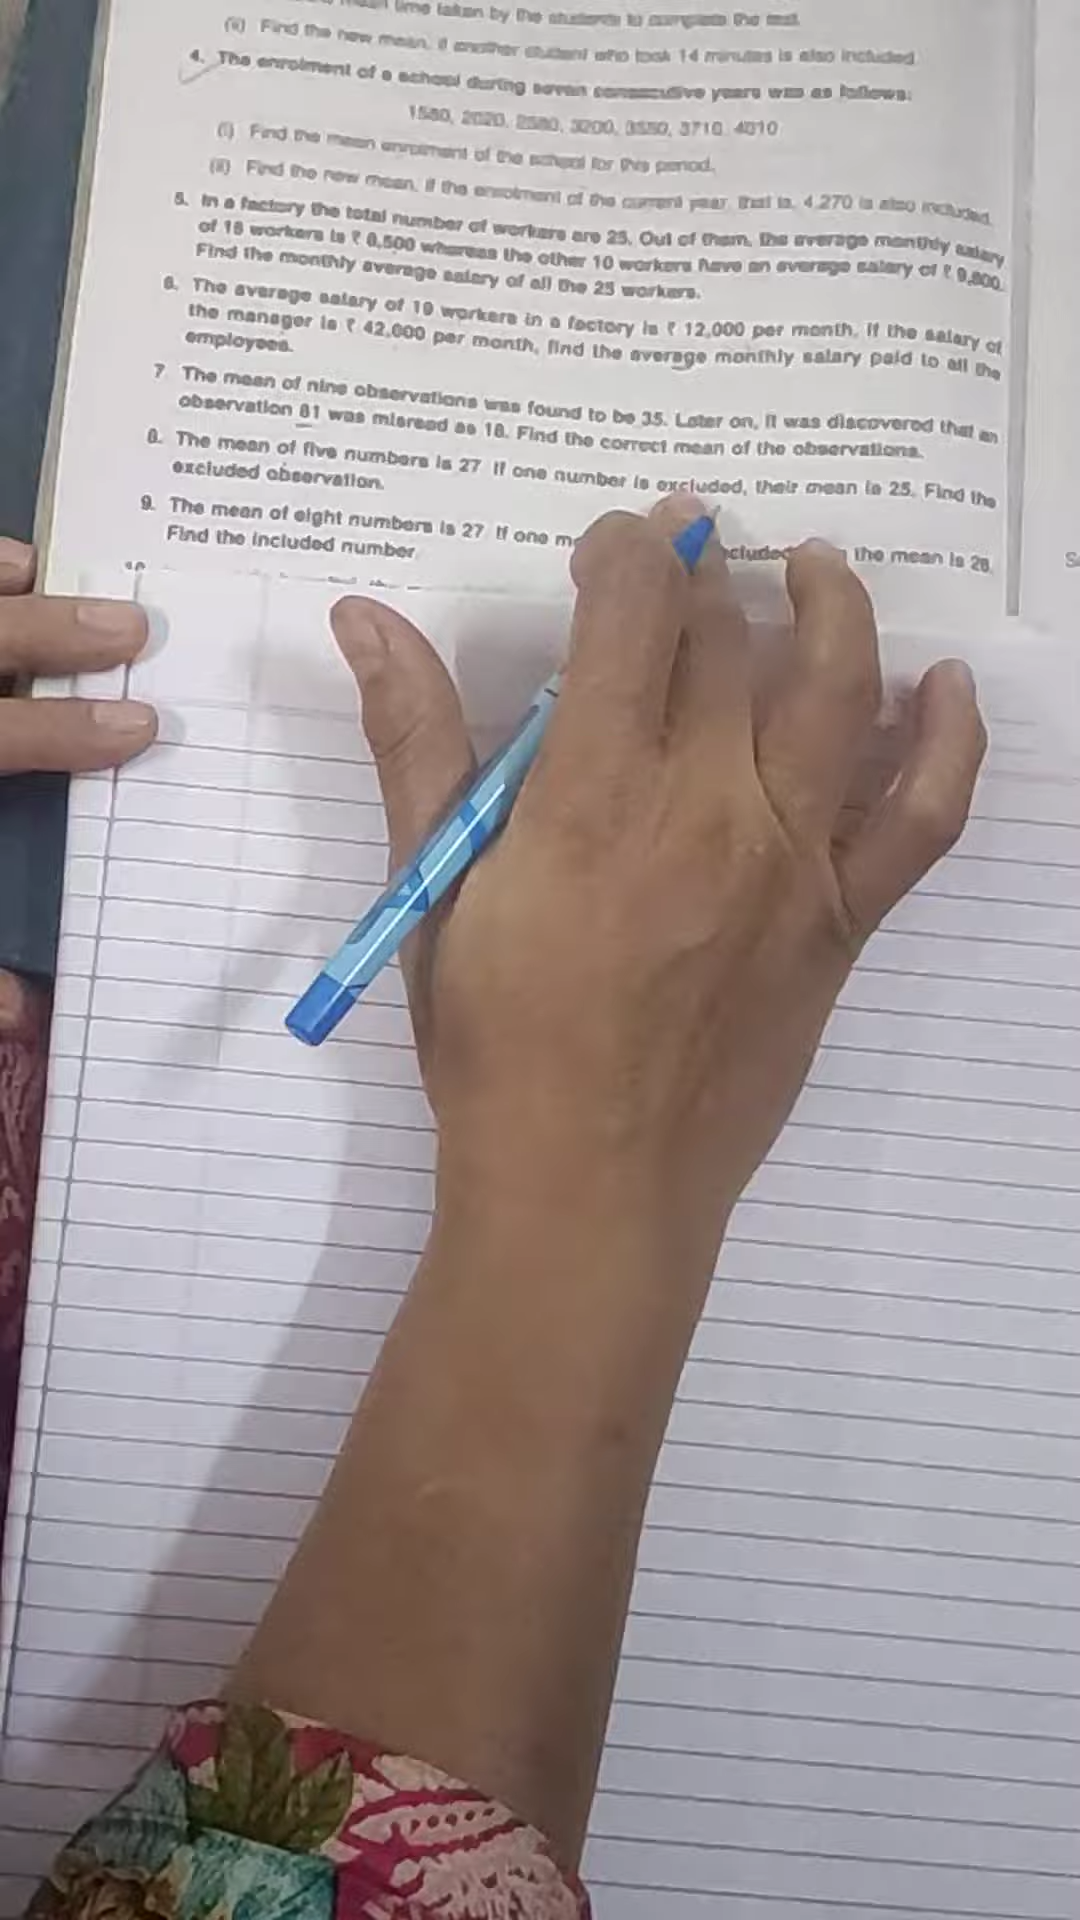 time taken by the students to complete the test.
(ii) Find the new mean, if another student who took 14 minutes is also included.
4. The enrolment of a school during seven consecutive years was as follows:
1580, 2020, 2580, 3200, 3550, 3710, 4010
(i) Find the mean enrolment of the school for this period.
(ii) Find the new mean, if the enrolment of the current year, that is, 4,270 is also included.
5. In a factory the total number of workers are 25. Out of them, the average monthly salary
of 15 workers is ₹ 8,500 whereas the other 10 workers have an average salary of ₹ 9,800.
Find the monthly average salary of all the 25 workers.
6. The average salary of 19 workers in a factory is ₹ 12,000 per month. If the salary of
the manager is ₹ 42,000 per month, find the average monthly salary paid to all the
employees.
7 The mean of nine observations was found to be 35. Later on, it was discovered that an
observation 81 was misread as 18. Find the correct mean of the observations.
8. The mean of five numbers is 27 If one number is excluded, their mean is 25. Find the
excluded observation.
9. The mean of eight numbers is 27 If one the mean is 28.
Find the included number